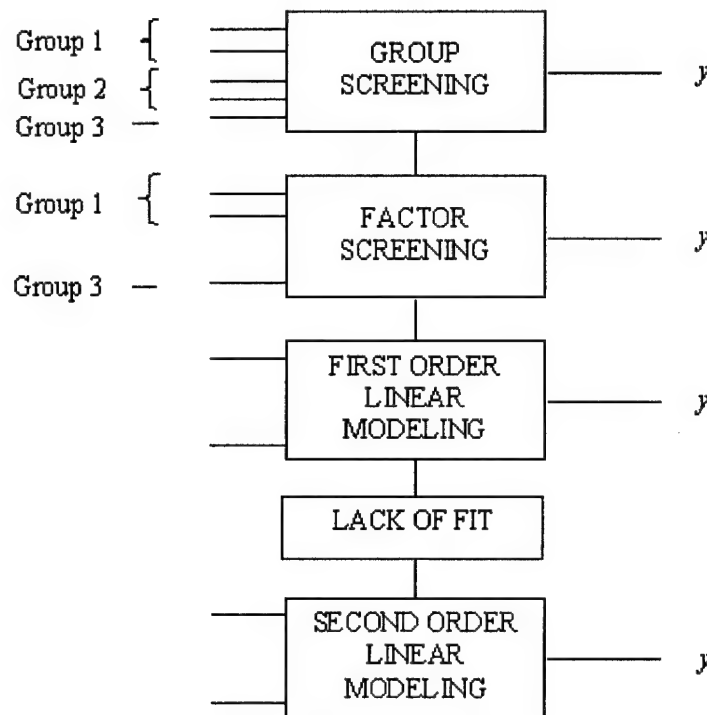 Group 1
GROUP
SCREENING
y
Group 2
Group 3
Group 1
FACTOR
SCREENING
y
Group 3
FIRST ORDER
LINEAR
MODELING
y
LACK OF FIT
SECOND ORDER
LINEAR
MODELING
y